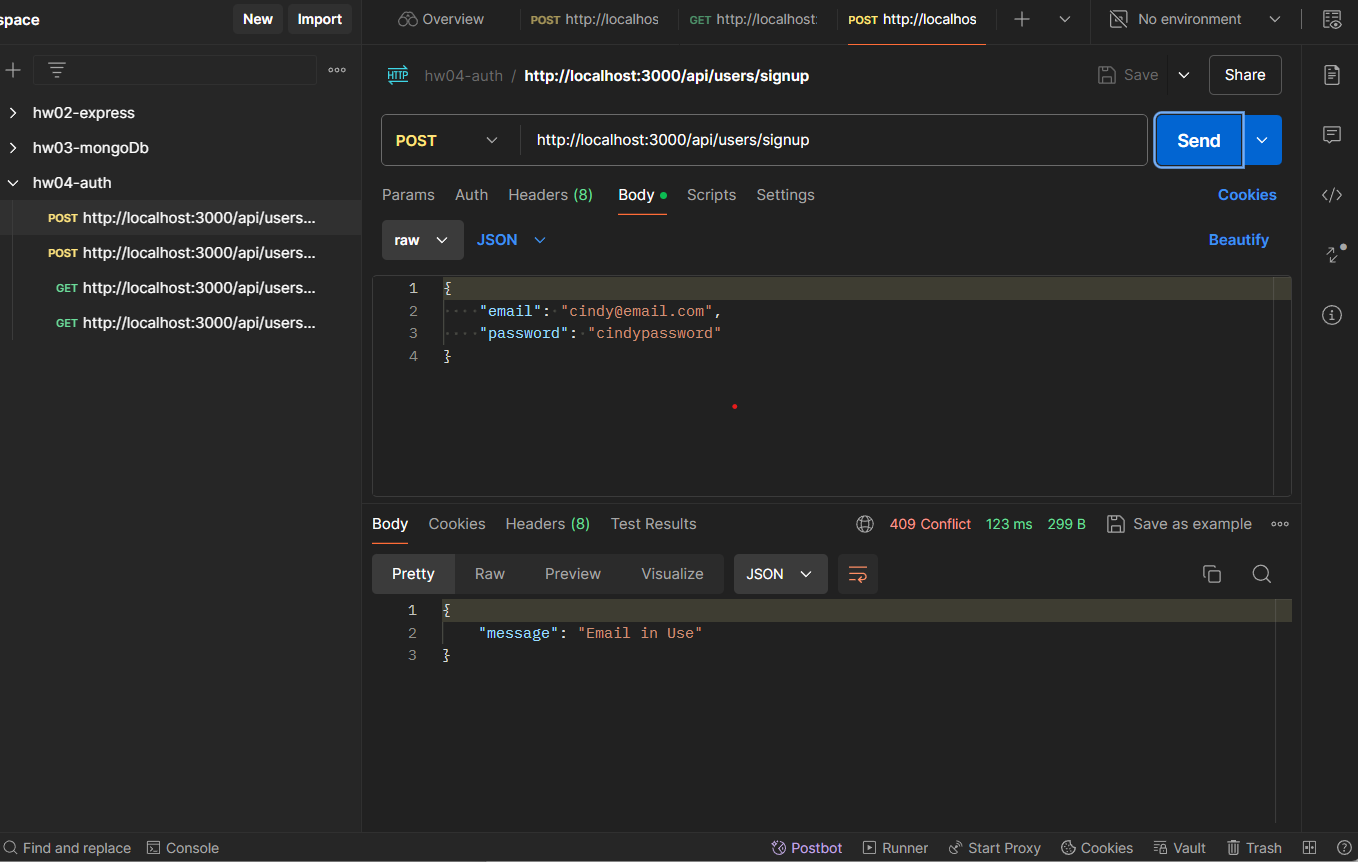 space
New
Import
Overview
POST http://localhos
GET http://localhost:
POST http://localhos
No environment
HTTP
hw04-auth / http://localhost:3000/api/users/signup
Save
Share
hw02-express
hw03-mongoDb
hw04-auth
POST http://localhost:3000/api/users...
POST http://localhost:3000/api/users...
GET http://localhost:3000/api/users...
GET http://localhost:3000/api/users...
POST
http://localhost:3000/api/users/signup
Send
Params Auth Headers (8) Body Scripts Settings
Cookies
raw
JSON
Beautify
1 {
2 "email": "cindy@email.com",
3 "password": "cindypassword"
4 }
Body Cookies Headers (8) Test Results
409 Conflict 123 ms 299 B
Save as example
Pretty Raw Preview Visualize
JSON
1 {
2 "message": "Email in Use"
3 }
Find and replace Console
Postbot Runner Start Proxy Cookies Vault Trash